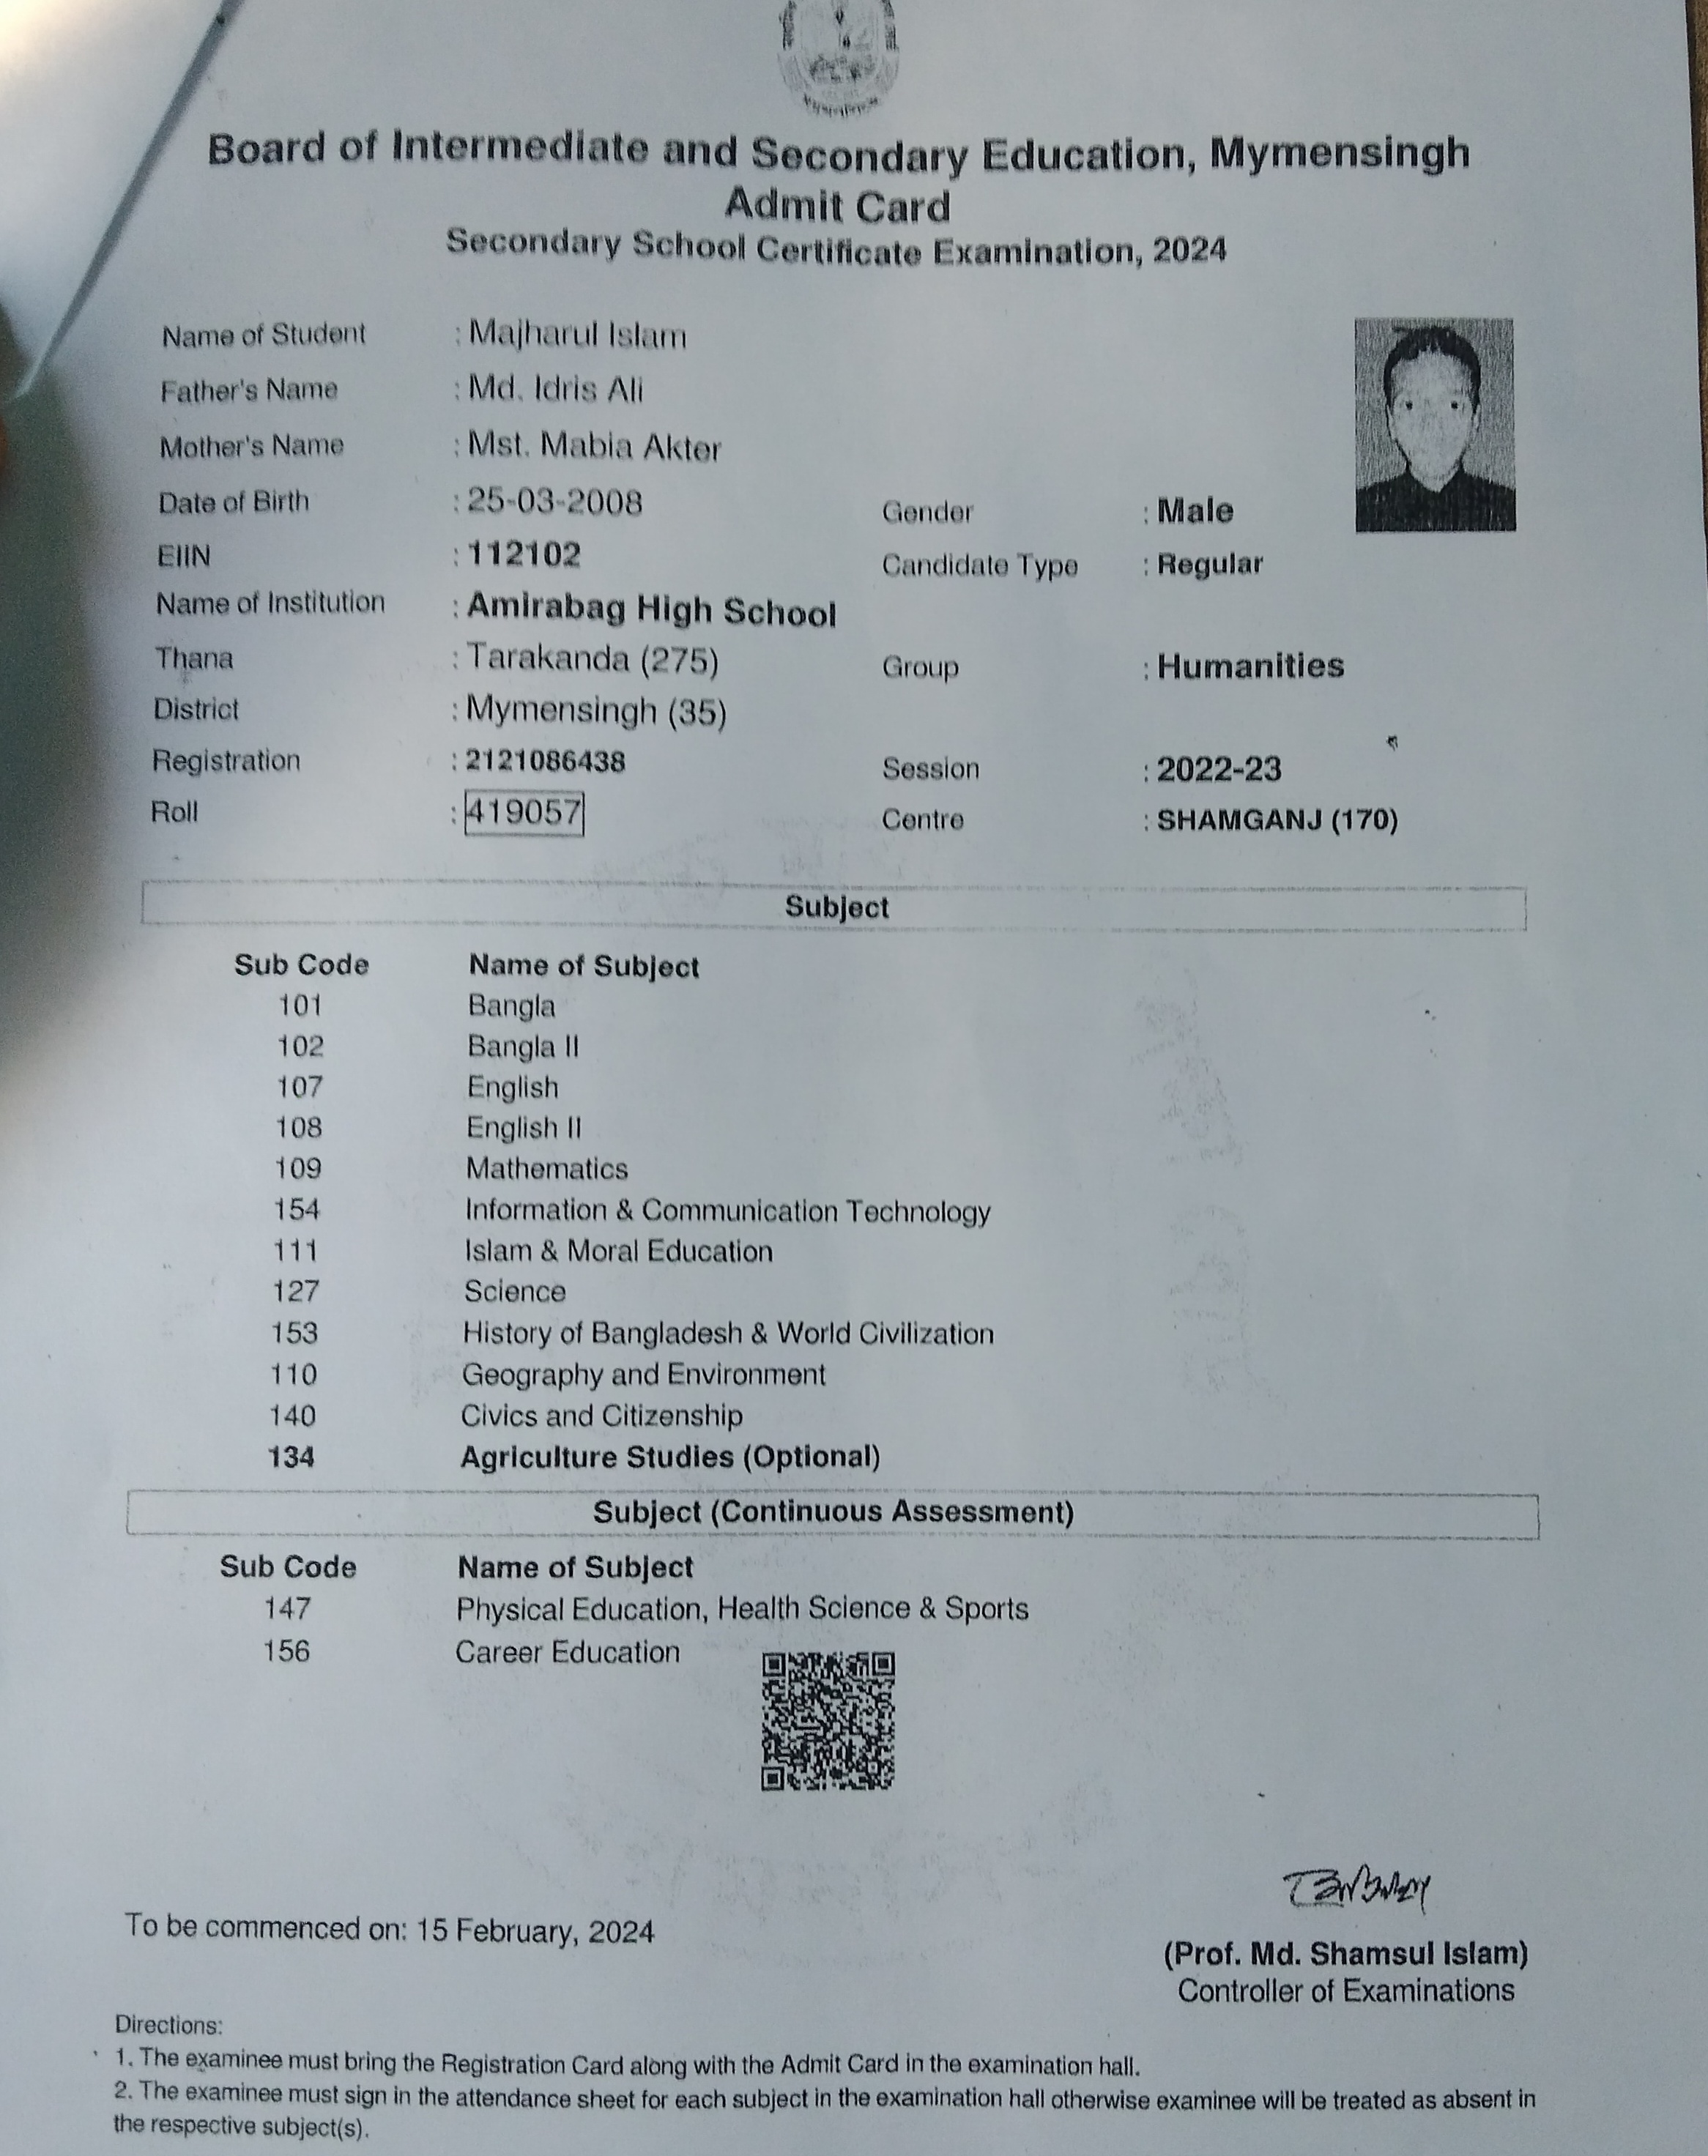 Board of Intermediate and Secondary Education, Mymensingh
Admit Card
Secondary School Certificate Examination, 2024
Name of Student : Majharul Islam
Father's Name : Md. Idris Ali
Mother's Name : Mst. Mabia Akter
Date of Birth : 25-03-2008 Gender : Male
EIIN : 112102 Candidate Type : Regular
Name of Institution : Amirabag High School
Thana : Tarakanda (275) Group : Humanities
District : Mymensingh (35)
Registration : 2121086438 Session : 2022-23
Roll : 419057 Centre : SHAMGANJ (170)
Subject
Sub Code Name of Subject
101 Bangla
102 Bangla II
107 English
108 English II
109 Mathematics
154 Information & Communication Technology
111 Islam & Moral Education
127 Science
153 History of Bangladesh & World Civilization
110 Geography and Environment
140 Civics and Citizenship
134 Agriculture Studies (Optional)
Subject (Continuous Assessment)
Sub Code Name of Subject
147 Physical Education, Health Science & Sports
156 Career Education
To be commenced on: 15 February, 2024
(Prof. Md. Shamsul Islam)
Controller of Examinations
Directions:
1. The examinee must bring the Registration Card along with the Admit Card in the examination hall.
2. The examinee must sign in the attendance sheet for each subject in the examination hall otherwise examinee will be treated as absent in
the respective subject(s).